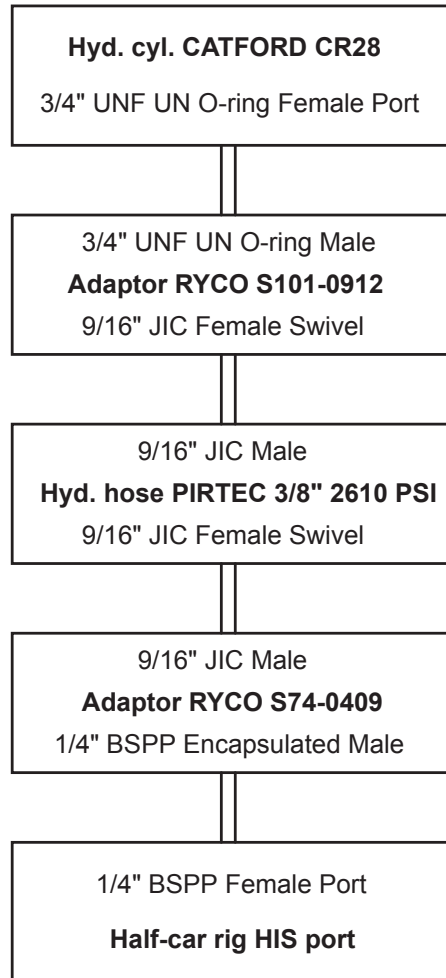 Hyd. cyl. CATFORD CR28
3/4" UNF UN O-ring Female Port
3/4" UNF UN O-ring Male
Adaptor RYCO S101-0912
9/16" JIC Female Swivel
9/16" JIC Male
Hyd. hose PIRTEC 3/8" 2610 PSI
9/16" JIC Female Swivel
9/16" JIC Male
Adaptor RYCO S74-0409
1/4" BSPP Encapsulated Male
1/4" BSPP Female Port
Half-car rig HIS port